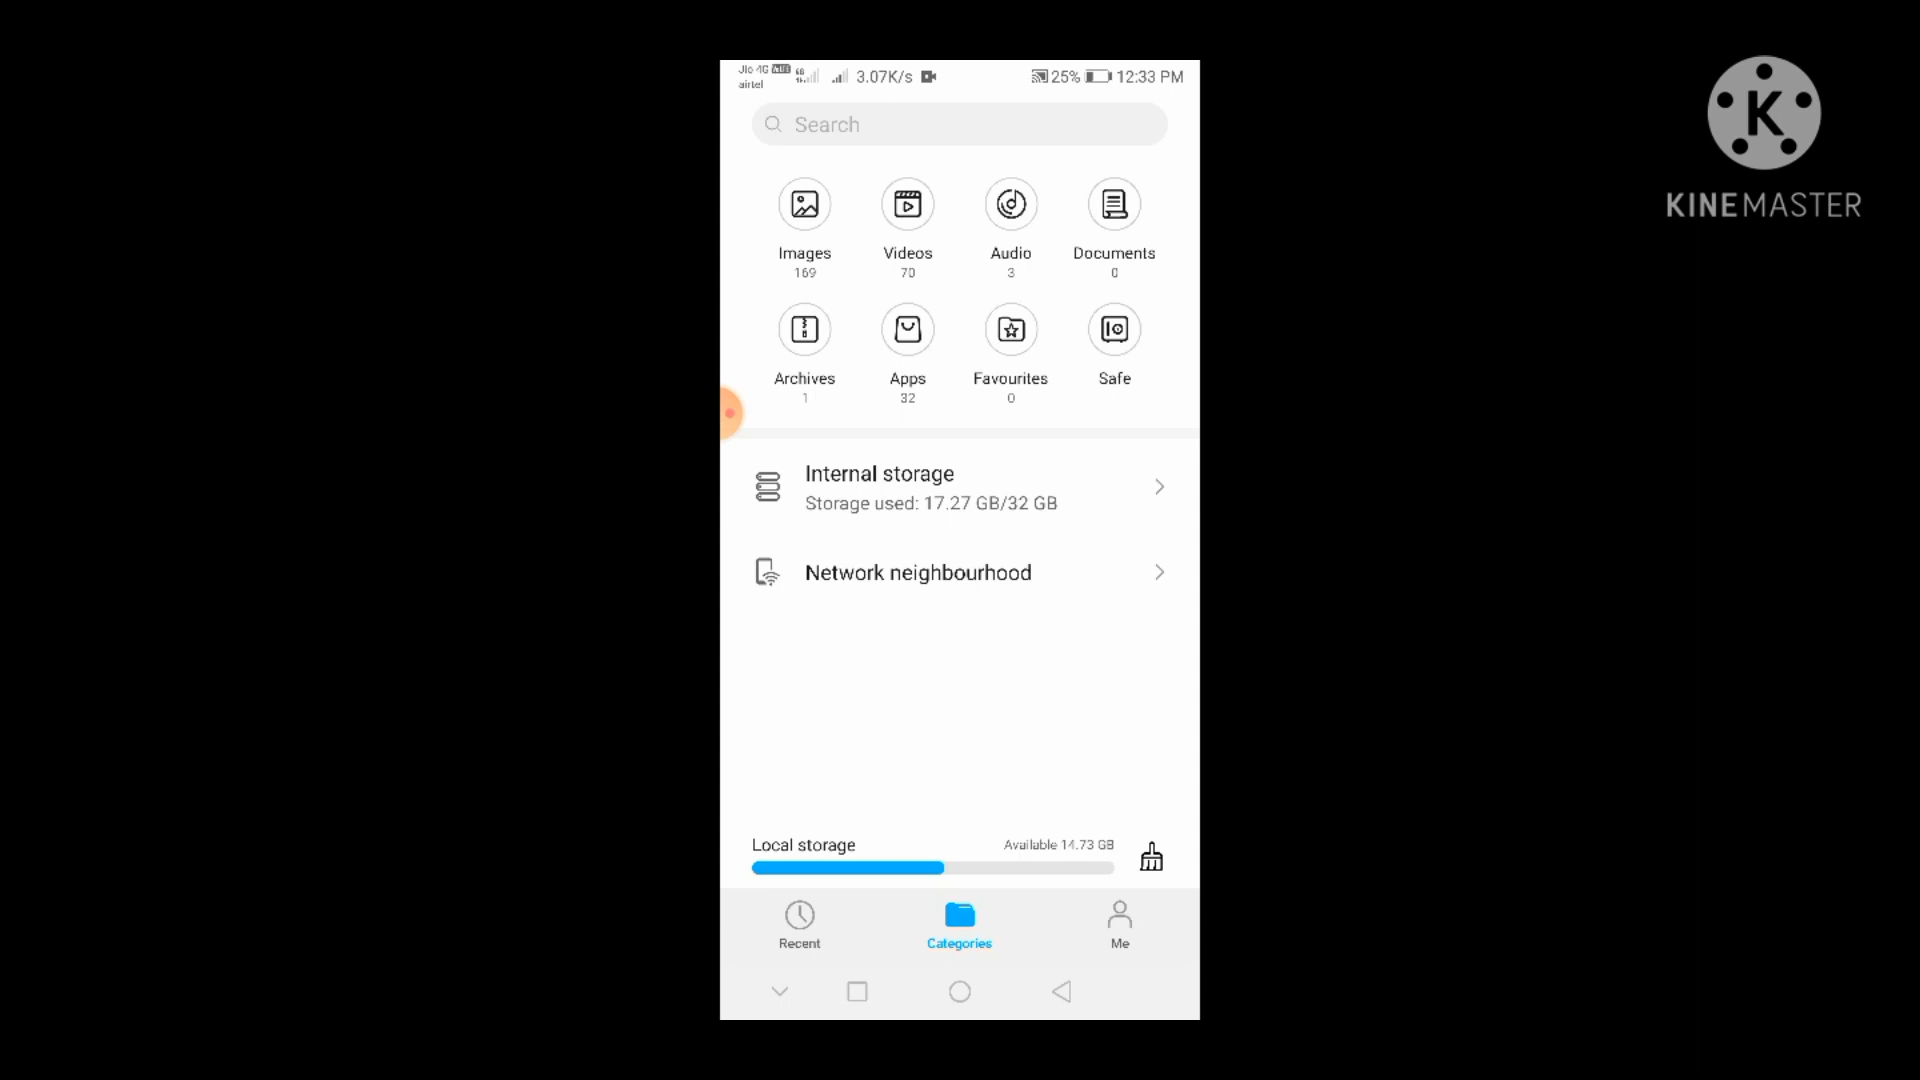 Jio 4G
airtel
3.07K/s
25%
12:33 PM
K
KINEMASTER
Search
Images
Videos
Audio
Documents
169
70
3
0
Archives
Apps
Favourites
Safe
1
32
0
Internal storage
Storage used: 17.27 GB/32 GB
Network neighbourhood
Local storage
Available 14.73 GB
Recent
Categories
Me